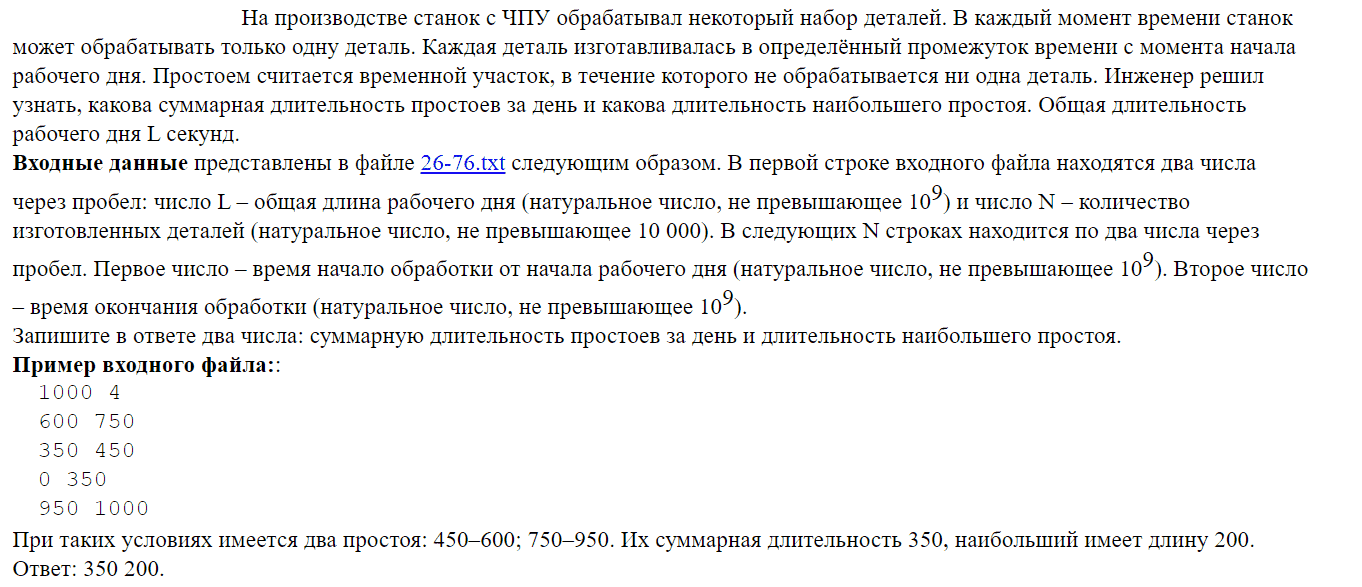 На производстве станок с ЧПУ обрабатывал некоторый набор деталей. В каждый момент времени станок
может обрабатывать только одну деталь. Каждая деталь изготавливалась в определённый промежуток времени с момента начала
рабочего дня. Простоем считается временной участок, в течение которого не обрабатывается ни одна деталь. Инженер решил
узнать, какова суммарная длительность простоев за день и какова длительность наибольшего простоя. Общая длительность
рабочего дня L секунд.
Входные данные представлены в файле 26-76.txt следующим образом. В первой строке входного файла находятся два числа
через пробел: число L – общая длина рабочего дня (натуральное число, не превышающее 10⁹) и число N – количество
изготовленных деталей (натуральное число, не превышающее 10 000). В следующих N строках находится по два числа через
пробел. Первое число – время начало обработки от начала рабочего дня (натуральное число, не превышающее 10⁹). Второе число
– время окончания обработки (натуральное число, не превышающее 10⁹).
Запишите в ответе два числа: суммарную длительность простоев за день и длительность наибольшего простоя.
Пример входного файла::
1000 4
600 750
350 450
0 350
950 1000
При таких условиях имеется два простоя: 450–600; 750–950. Их суммарная длительность 350, наибольший имеет длину 200.
Ответ: 350 200.